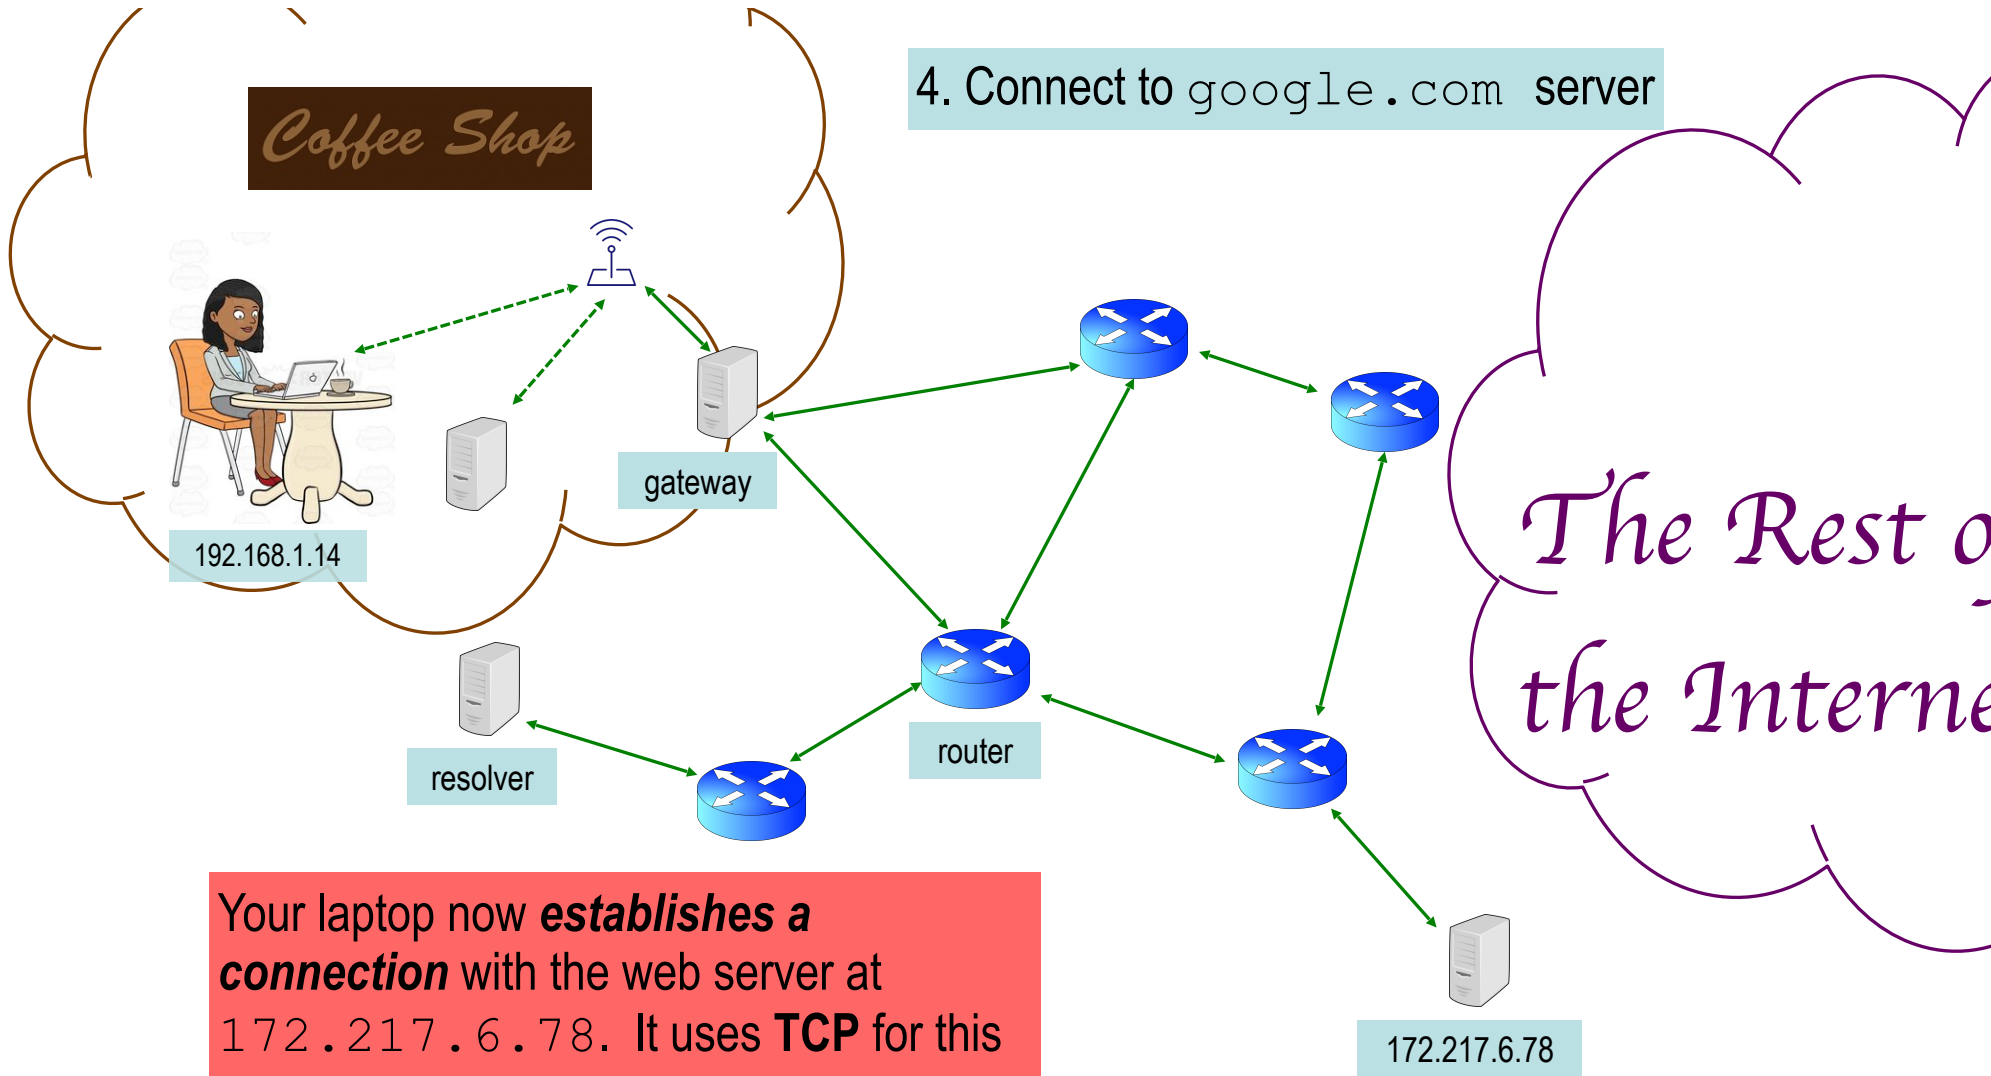 4. Connect to google.com server
Coffee Shop
gateway
192.168.1.14
The Rest
the
router
resolver
Your laptop now establishes a
connection with the web server at
172.217.6.78. It uses TCP for this
172.217.6.78